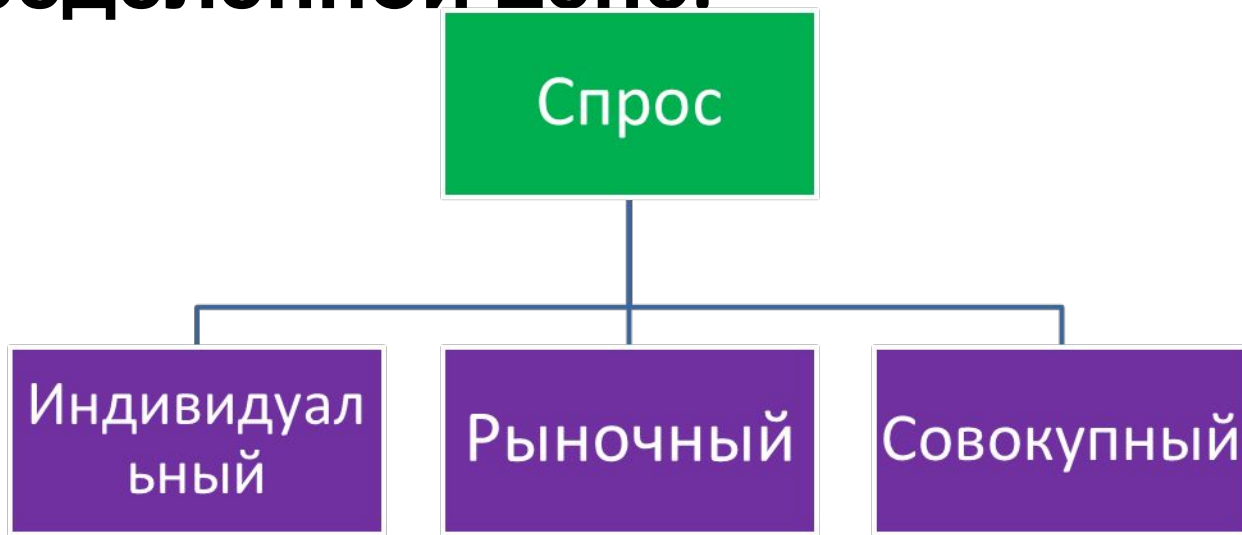 Спрос
Индивидуал
ьный
Рыночный
Совокупный